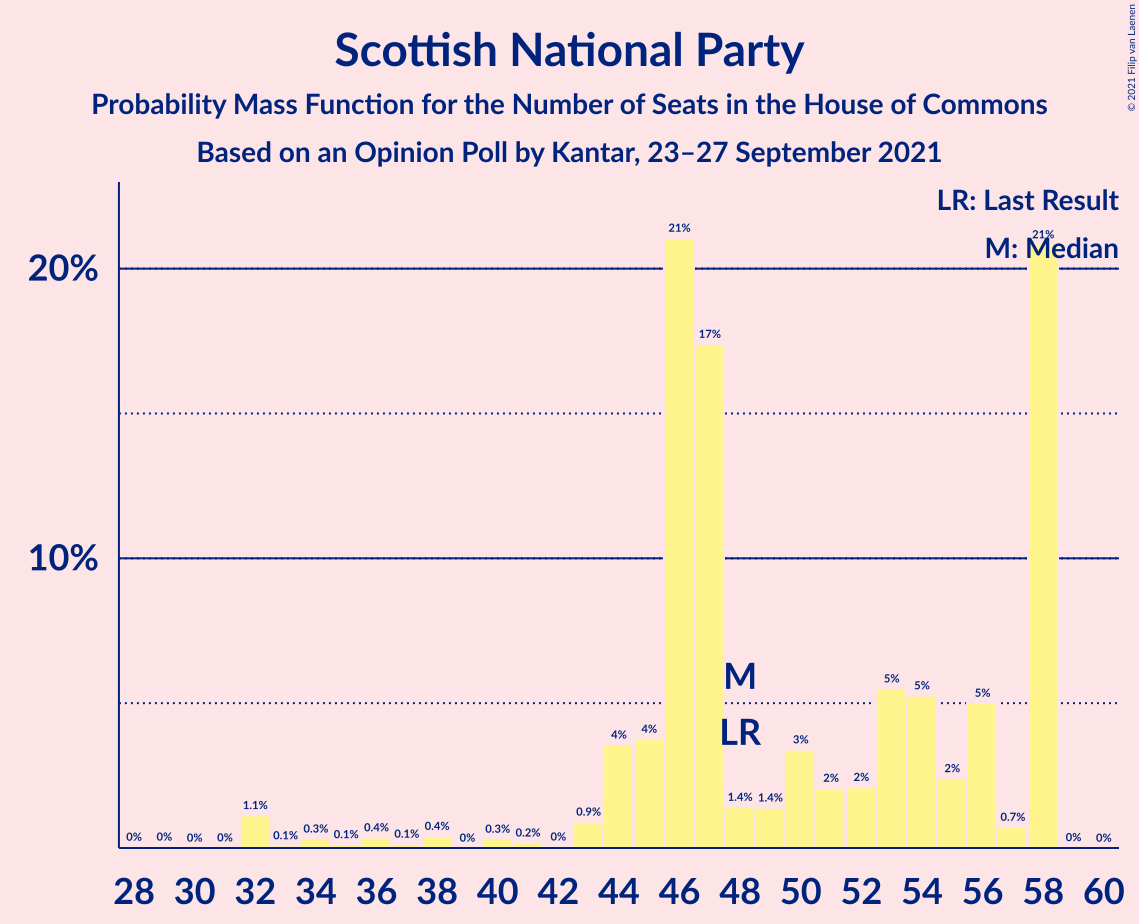 Scottish National Party
Probability Mass Function for the Number of Seats in the House of Commons
Based on an Opinion Poll by Kantar, 23–27 September 2021
© 2021 Filip van Laenen
LR: Last Result
M: Median
20%
10%
0% 0% 0% 0% 1.1% 0.1% 0.3% 0.1% 0.4% 0.1% 0.4% 0% 0.3% 0.2% 0% 0.9% 4% 4% 21% 17% 1.4% 1.4% 3% 2% 2% 5% 5% 2% 5% 0.7% 21% 0% 0%
M
LR
28 30 32 34 36 38 40 42 44 46 48 50 52 54 56 58 60